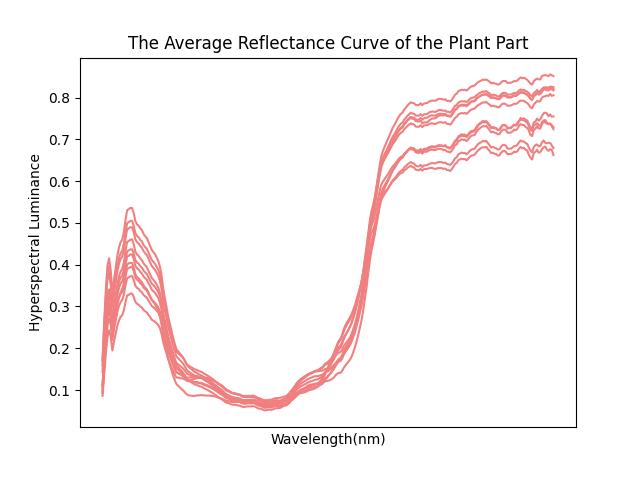 The Average Reflectance Curve of the Plant Part
0.8
0.7
0.6
0.5
0.4
0.3
0.2
0.1
Hyperspectral Luminance
Wavelength(nm)